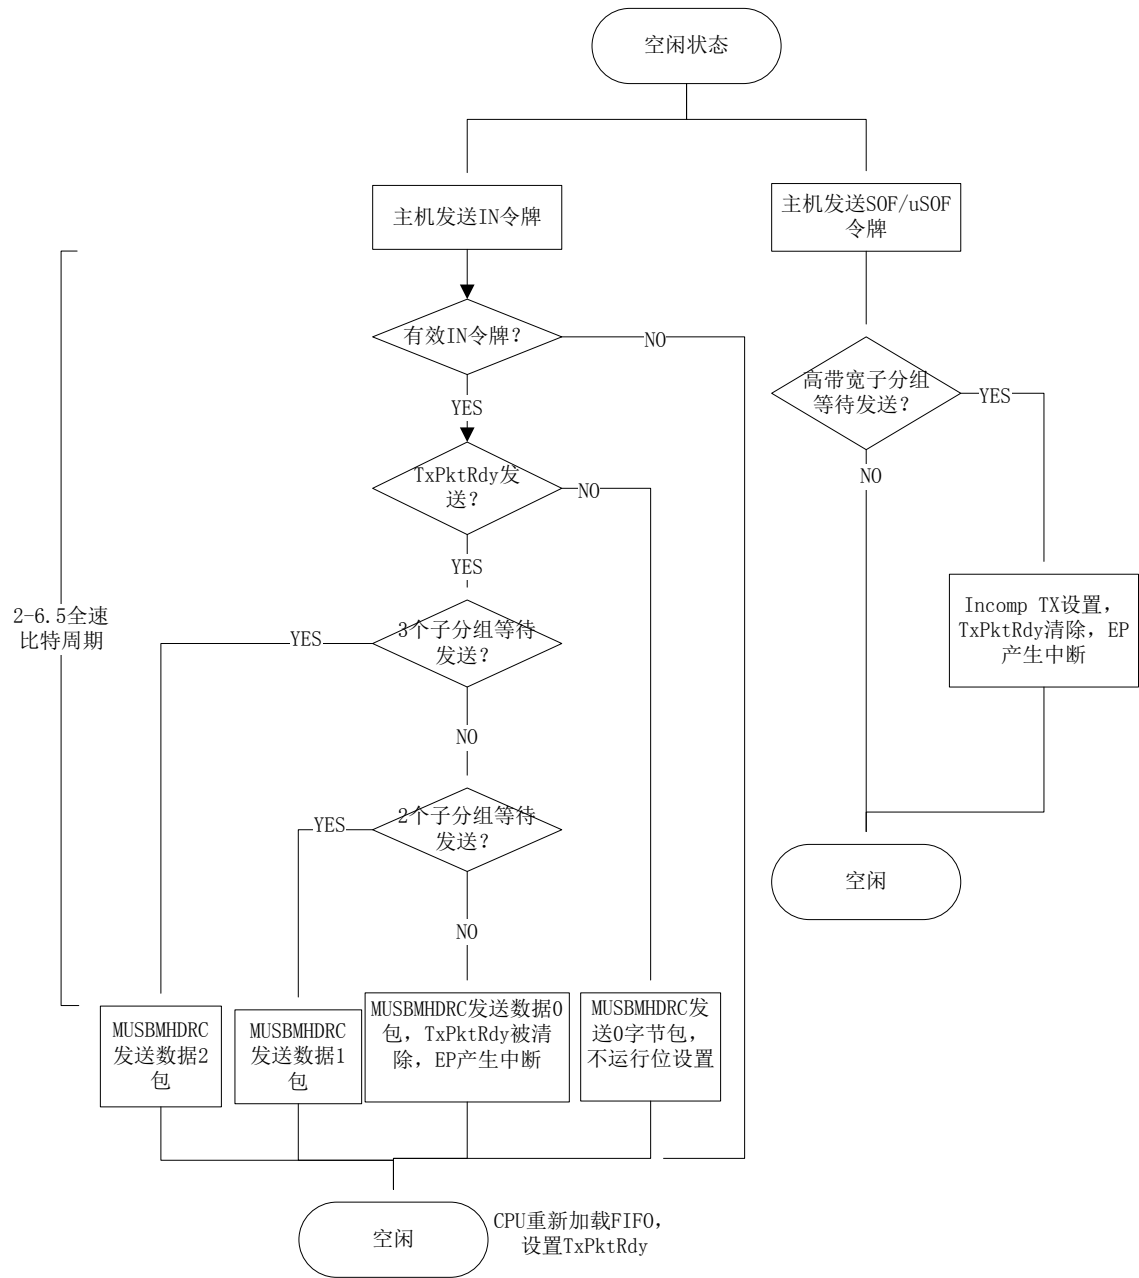 空闲状态
主机发送IN令牌
主机发送SOF/uSOF
令牌
有效IN令牌？
NO
YES
高带宽子分组
等待发送？
YES
NO
TxPktRdy发
送？
NO
YES
2-6.5全速
比特周期
3个子分组等待
发送？
YES
NO
Incomp TX设置，
TxPktRdy清除，EP
产生中断
2个子分组等待
发送？
YES
NO
空闲
MUSBMHDRC
发送数据2
包
MUSBMHDRC
发送数据1
包
MUSBMHDRC发送数据0
包，TxPktRdy被清
除，EP产生中断
MUSBMHDRC发
送0字节包，
不运行位设置
空闲
CPU重新加载FIFO，
设置TxPktRdy